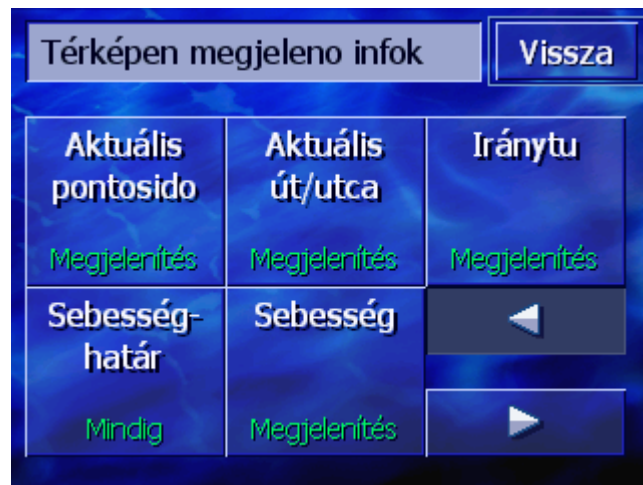 Térképen megjeleno infok
Vissza
Aktuális
pontosido
Megjelenítés
Aktuális
út/utca
Megjelenítés
Iránytu
Megjelenítés
Sebesség-
határ
Mindig
Sebesség
Megjelenítés